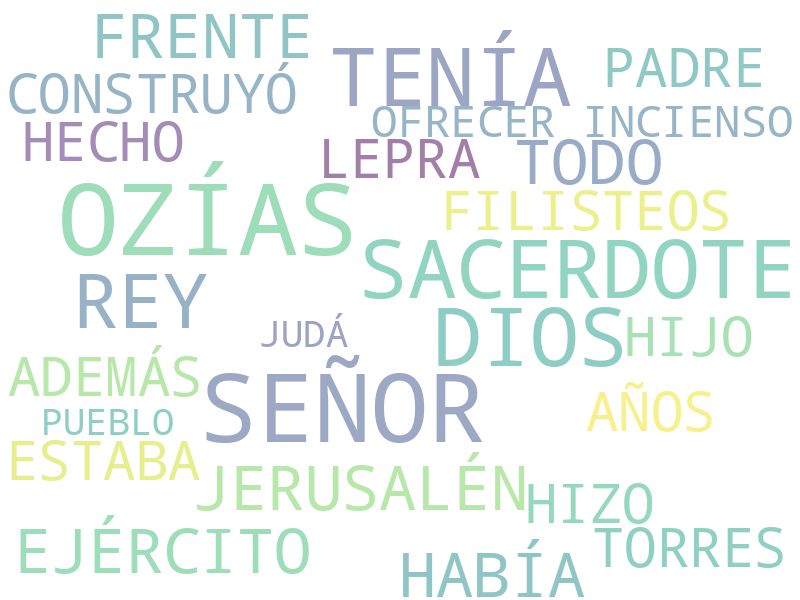 FRENTE
TENÍA
PADRE
CONSTRUYÓ
OFRECER INCIENSO
HECHO
LEPRA
TODO
OZÍAS
FILISTEOS
SACERDOTE
REY
DIOS
HIJO
JUDÁ
ADEMÁS
SEÑOR
AÑOS
PUEBLO
ESTABA
JERUSALÉN
HIZO
EJÉRCITO
TORRES
HABÍA